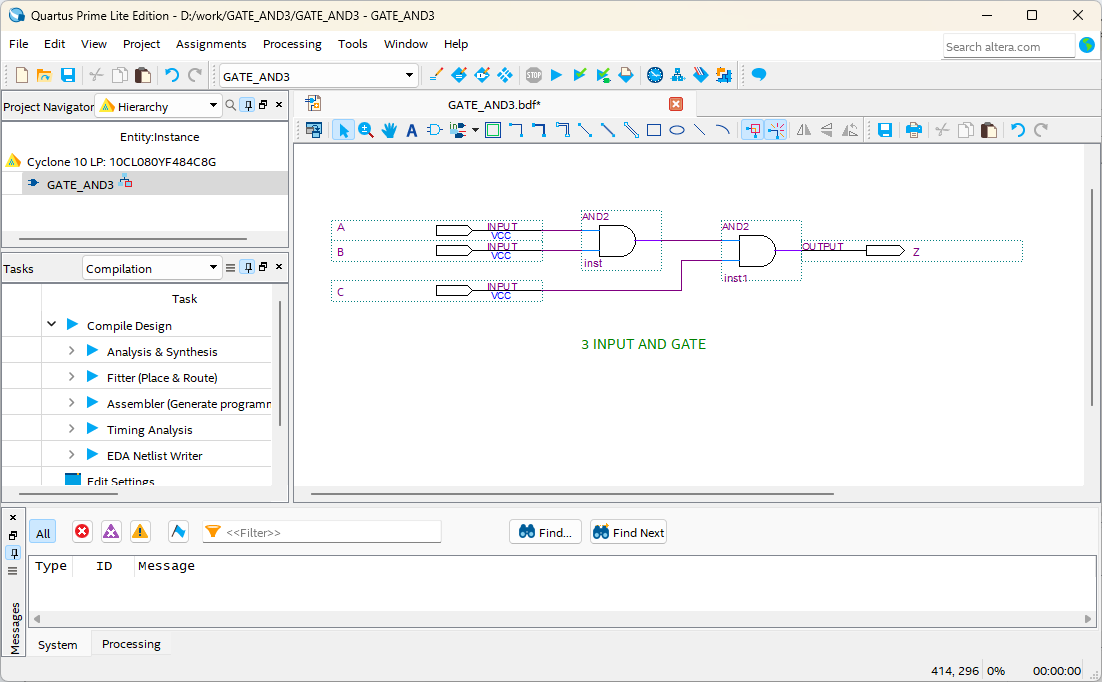 Quartus Prime Lite Edition - D:/work/GATE_AND3/GATE_AND3 - GATE_AND3
File Edit View Project Assignments Processing Tools Window Help
Search altera.com
GATE_AND3
STOP
Project Navigator Hierarchy
Entity:Instance
Cyclone 10 LP: 10CL080YF484C8G
GATE_AND3
Tasks Compilation
Task
Compile Design
Analysis & Synthesis
Fitter (Place & Route)
Assembler (Generate programm
Timing Analysis
EDA Netlist Writer
Edit Settings
GATE_AND3.bdf*
A
A INPUT VCC
B INPUT VCC
C INPUT VCC
AND2
inst
AND2
inst1
OUTPUT Z
3 INPUT AND GATE
All <<Filter>> Find... Find Next
Type ID Message
Messages
System Processing
414, 296 0% 00:00:00